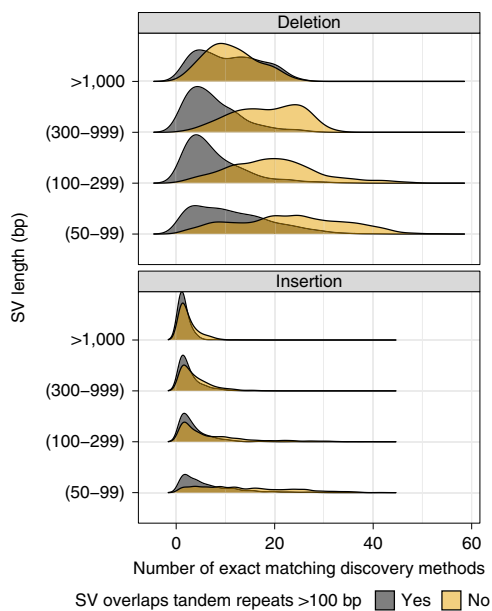 Deletion
>1,000
(300–999)
(100–299)
(50–99)
SV length (bp)
Insertion
>1,000
(300–999)
(100–299)
(50–99)
0 20 40 60
Number of exact matching discovery methods
SV overlaps tandem repeats >100 bp Yes No